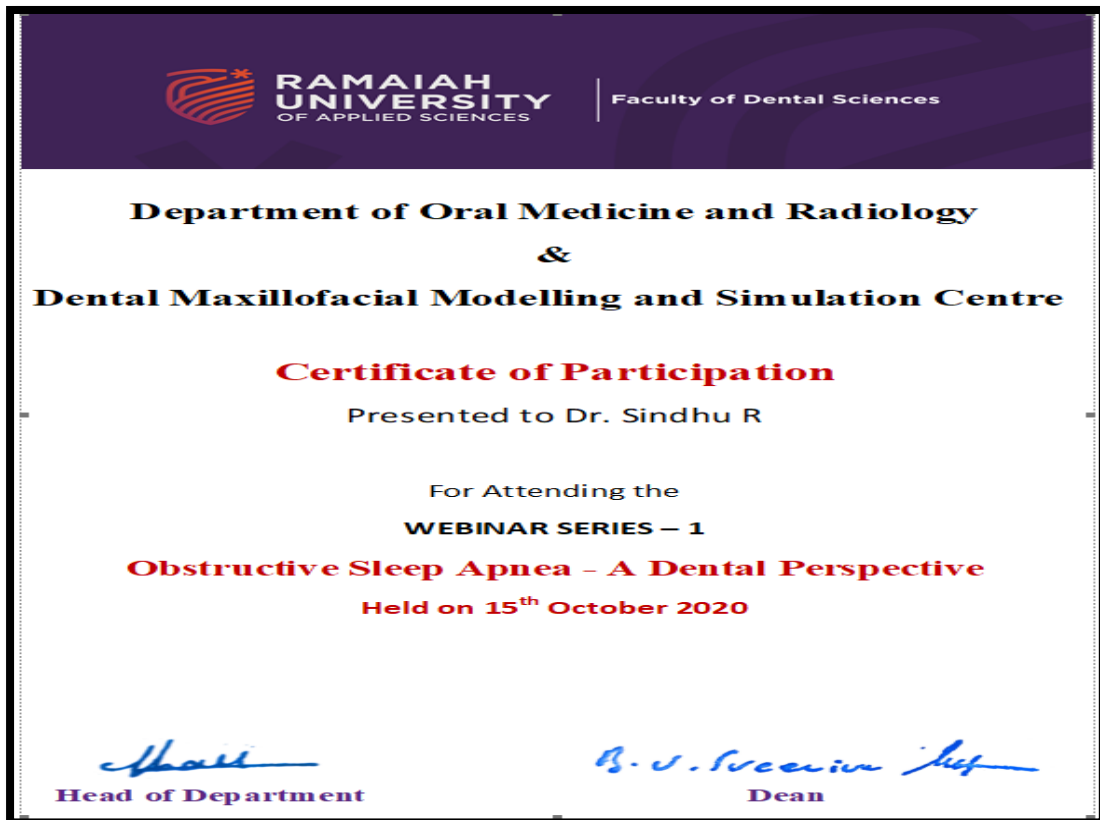 RAMAIAH
UNIVERSITY
OF APPLIED SCIENCES
Faculty of Dental Sciences
Department of Oral Medicine and Radiology
&
Dental Maxillofacial Modelling and Simulation Centre
Certificate of Participation
Presented to Dr. Sindhu R
For Attending the
WEBINAR SERIES – 1
Obstructive Sleep Apnea - A Dental Perspective
Held on 15th October 2020
B. V.
Head of Department
Dean